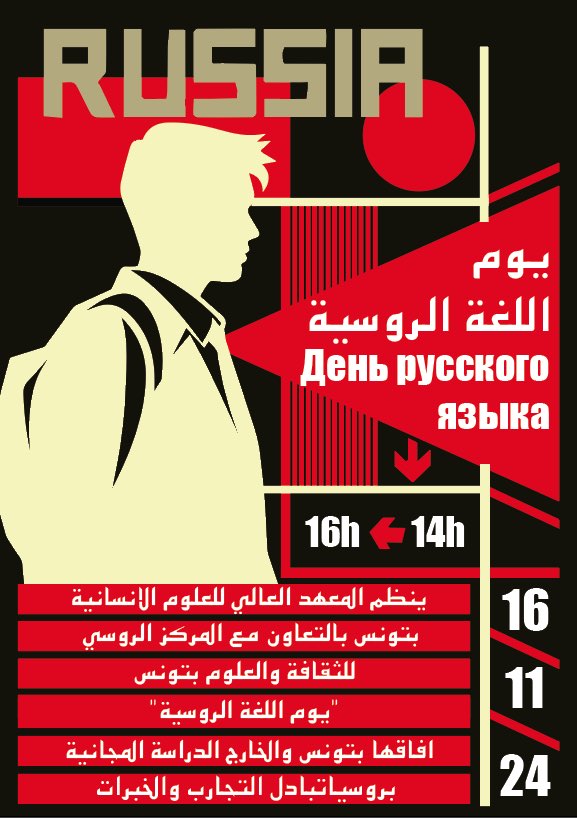 RUSSIA
يوم
اللغة الروسية
День русского
языка
16h 14h
ينظم المعهد العالي للعلوم الانسانية
بتونس بالتعاون مع المركز الروسي
للثقافة والعلوم بتونس
"يوم اللغة الروسية"
افاقها بتونس والخارج الدراسة المجانية
بروسياتبادل التجارب والخبرات
16
11
24